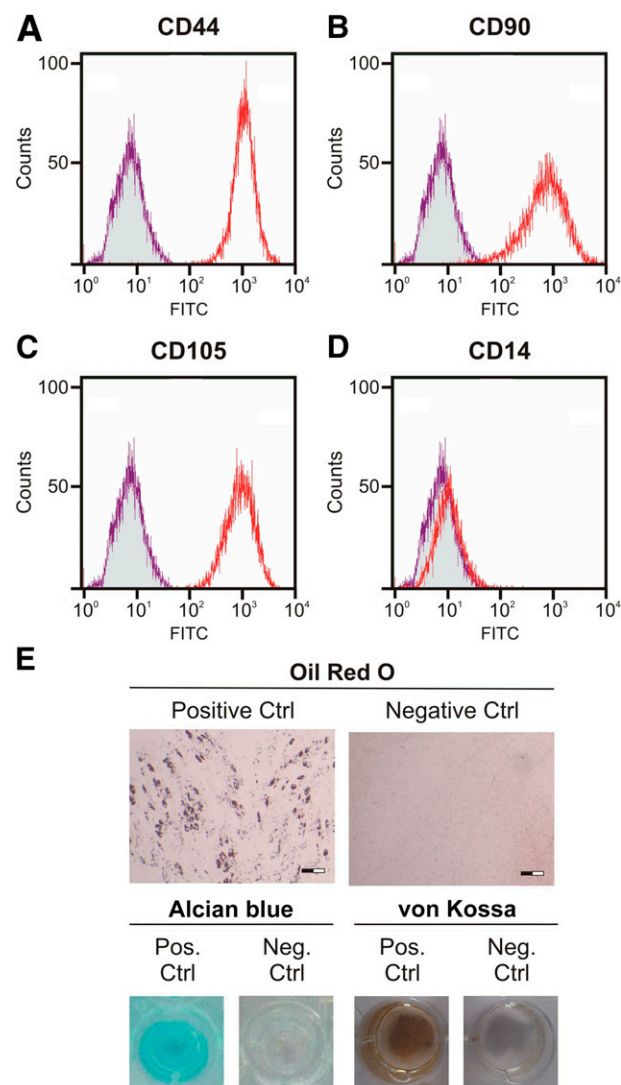 A
CD44
100
50
Counts
10⁰ 10¹ 10² 10³ 10⁴
FITC
B
CD90
100
50
Counts
10⁰ 10¹ 10² 10³ 10⁴
FITC
C
CD105
100
50
Counts
10⁰ 10¹ 10² 10³ 10⁴
FITC
D
CD14
100
50
Counts
10⁰ 10¹ 10² 10³ 10⁴
FITC
E
Oil Red O
Positive Ctrl Negative Ctrl
Alcian blue von Kossa
Pos. Neg. Pos. Neg.
Ctrl Ctrl Ctrl Ctrl